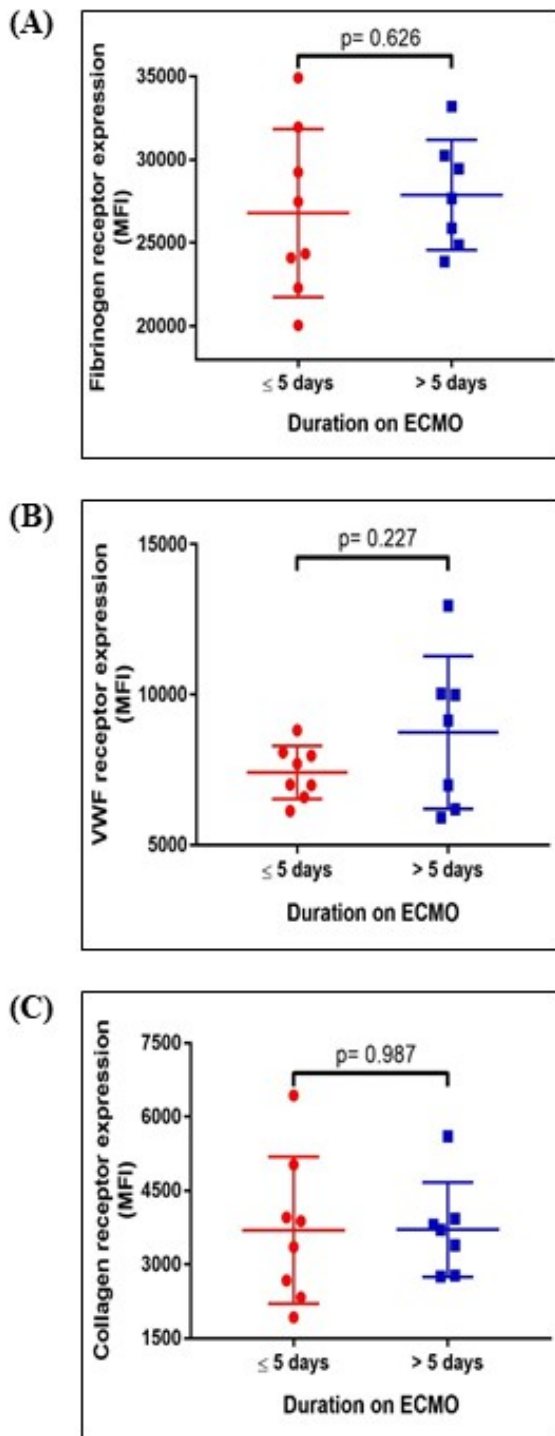 (A)
p= 0.626
Fibrinogen receptor expression
(MFI)
35000
30000
25000
20000
≤ 5 days
> 5 days
Duration on ECMO
(B)
p= 0.227
VWF receptor expression
(MFI)
15000
10000
5000
≤ 5 days
> 5 days
Duration on ECMO
(C)
p= 0.987
Collagen receptor expression
(MFI)
7500
6000
4500
3000
1500
≤ 5 days
> 5 days
Duration on ECMO